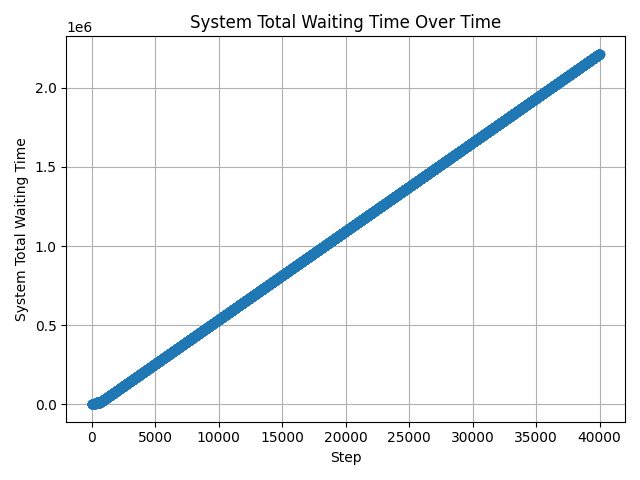 System Total Waiting Time Over Time
1e6
System Total Waiting Time
2.0
1.5
1.0
0.5
0.0
0 5000 10000 15000 20000 25000 30000 35000 40000
Step